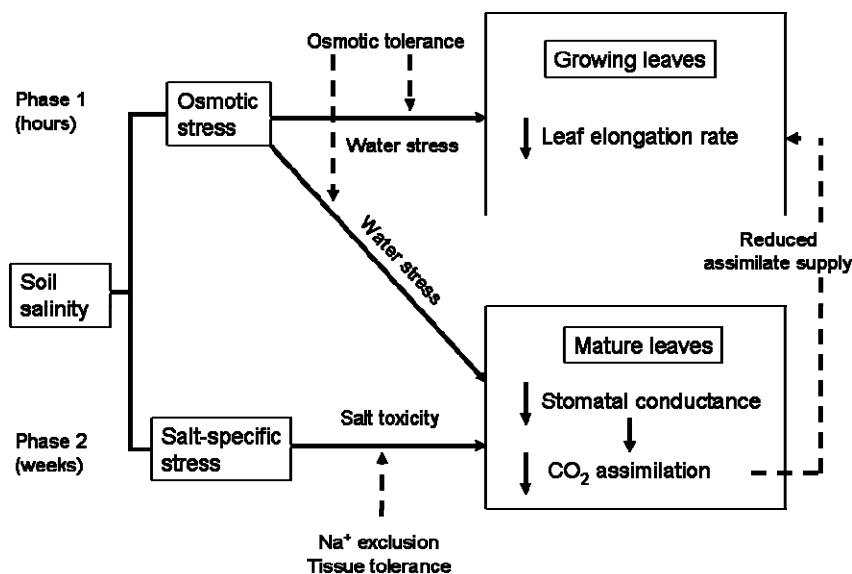 Osmotic tolerance
Growing leaves
Phase 1
(hours)
Osmotic
stress
Water stress
Leaf elongation rate
Water stress
Reduced
assimilate supply
Soil
salinity
Mature leaves
Stomatal conductance
Salt toxicity
Phase 2
(weeks)
Salt-specific
stress
CO₂ assimilation
Na⁺ exclusion
Tissue tolerance